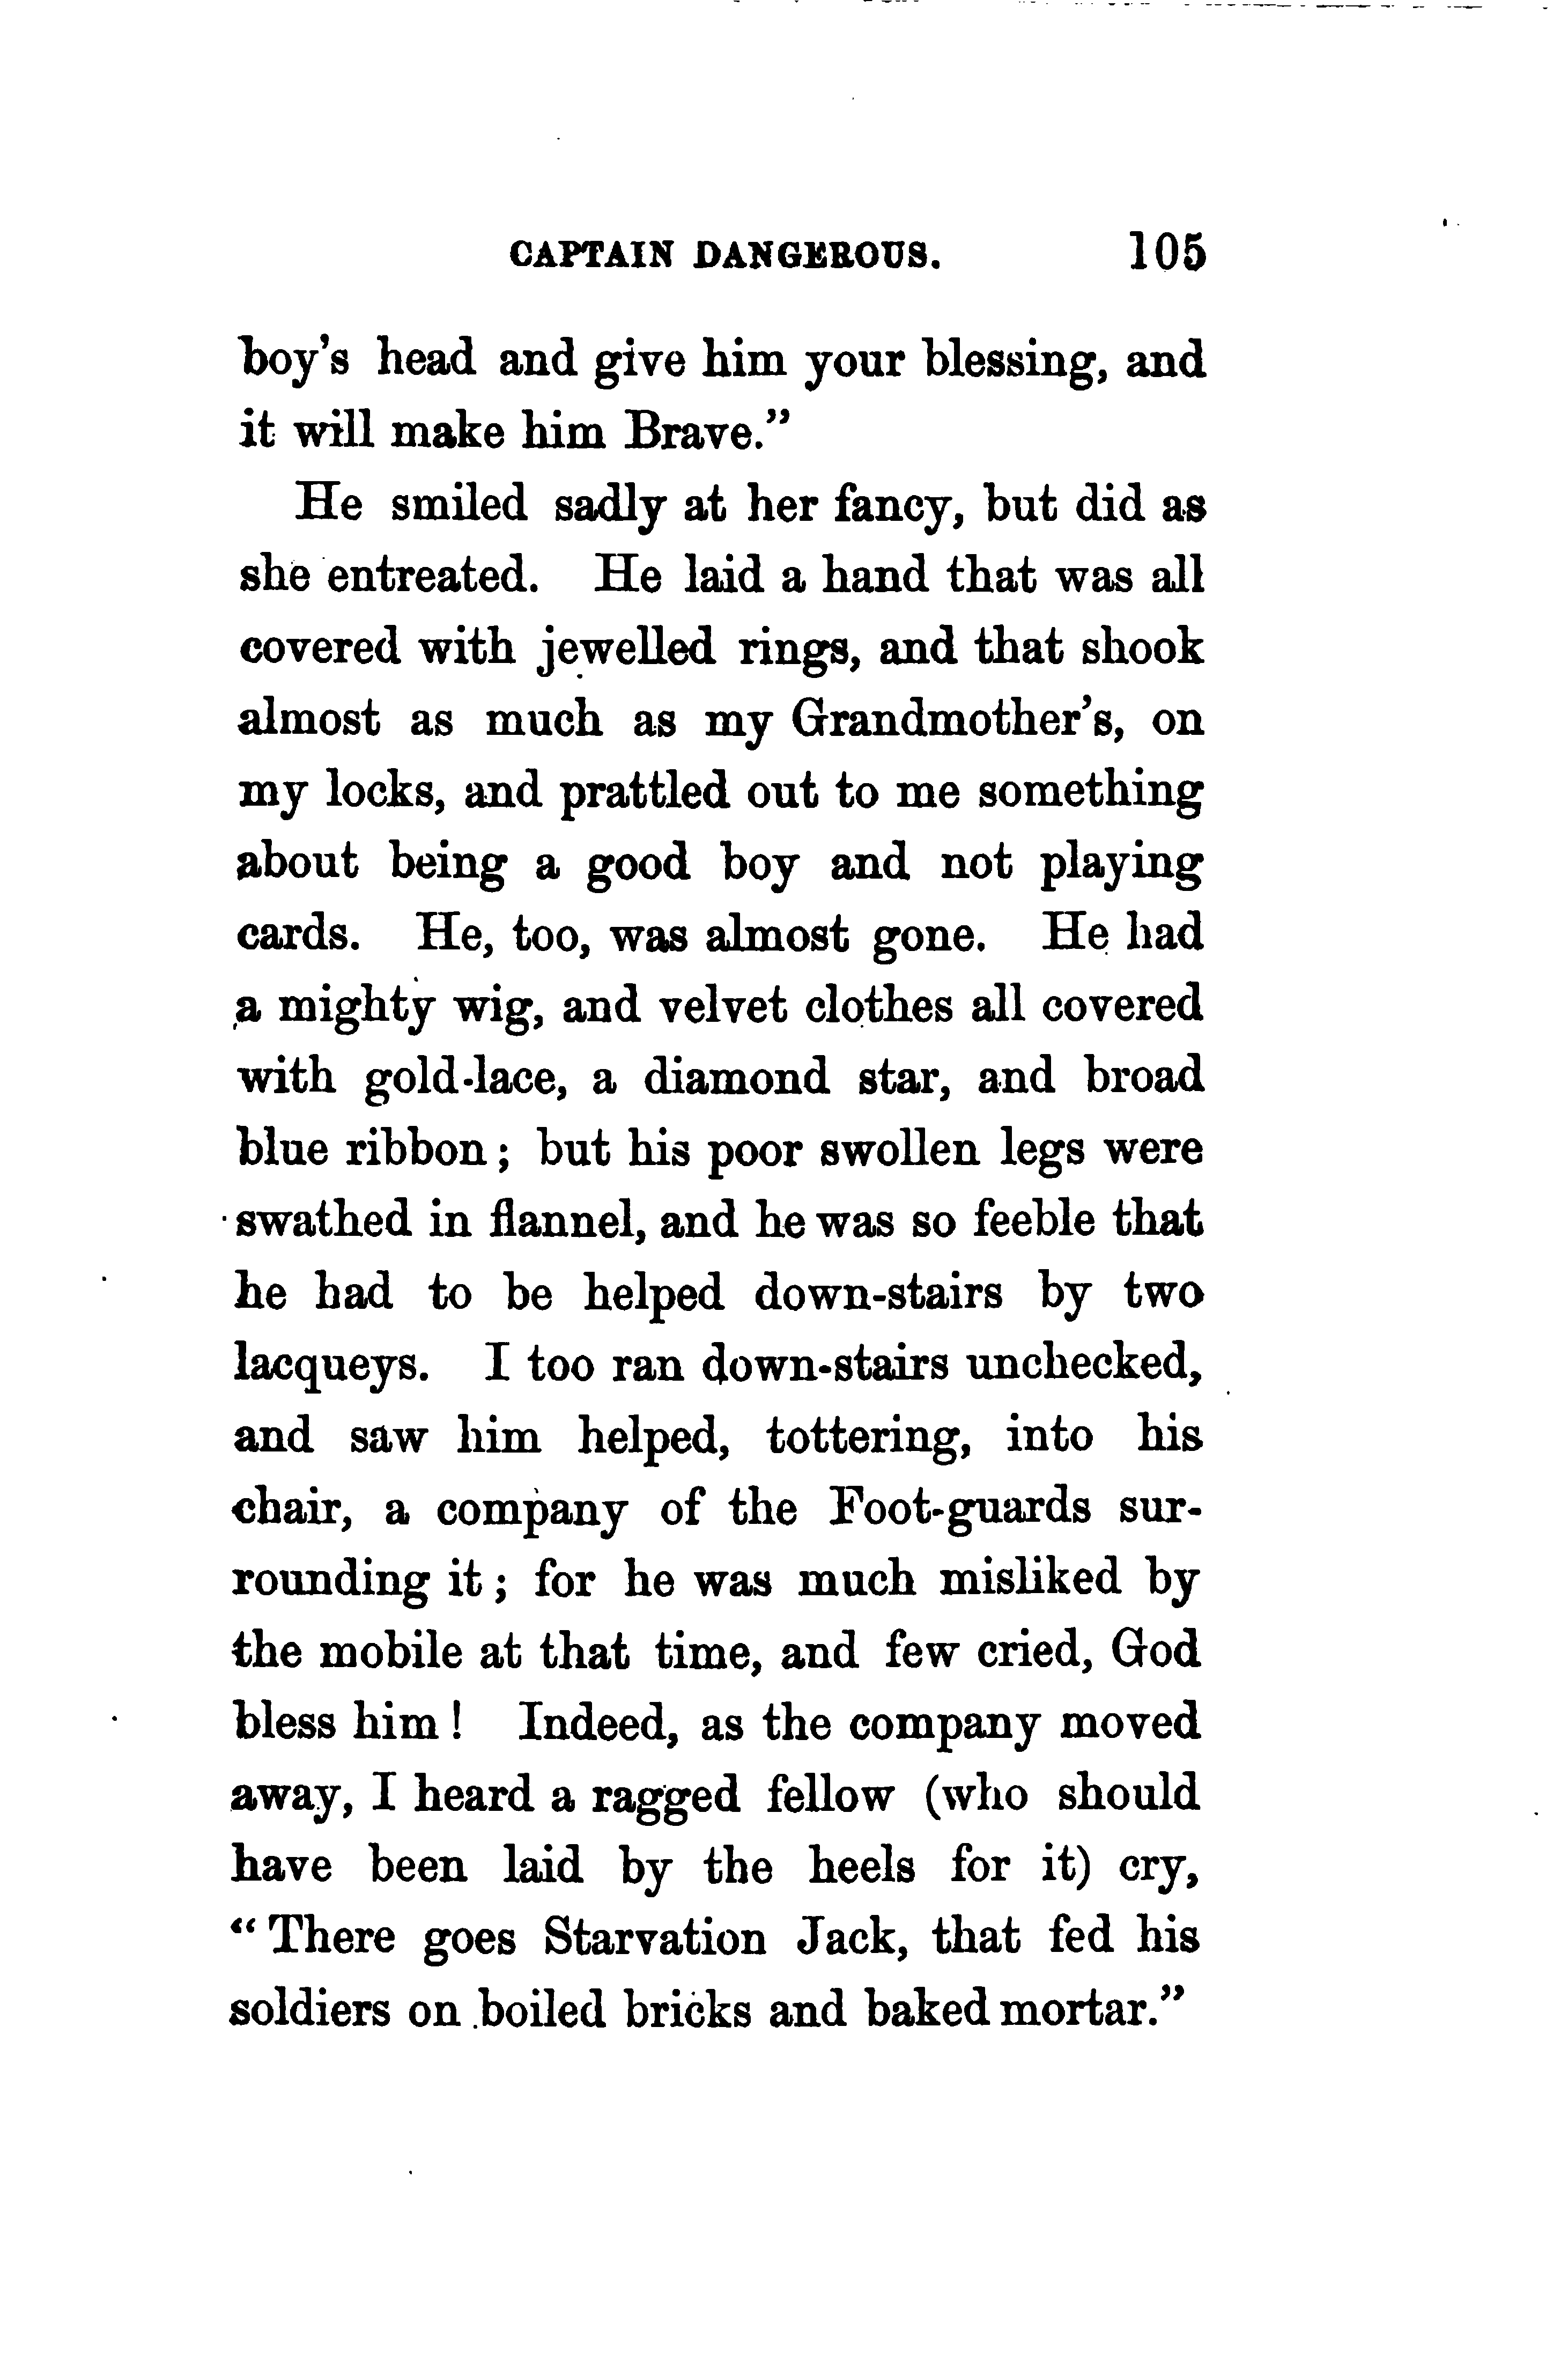 CAPTAIN DANGEROUS. 105
boy's head and give him your blessing, and
it will make him Brave."
He smiled sadly at her fancy, but did as
she entreated. He laid a hand that was all
covered with jewelled rings, and that shook
almost as much as my Grandmother's, on
my locks, and prattled out to me something
about being a good boy and not playing
cards. He, too, was almost gone. He had
a mighty wig, and velvet clothes all covered
with gold-lace, a diamond star, and broad
blue ribbon; but his poor swollen legs were
swathed in flannel, and he was so feeble that
he had to be helped down-stairs by two
lacqueys. I too ran down-stairs unchecked,
and saw him helped, tottering, into his
chair, a company of the Foot-guards sur-
rounding it; for he was much misliked by
the mobile at that time, and few cried, God
bless him! Indeed, as the company moved
away, I heard a ragged fellow (who should
have been laid by the heels for it) cry,
"There goes Starvation Jack, that fed his
soldiers on boiled bricks and baked mortar."